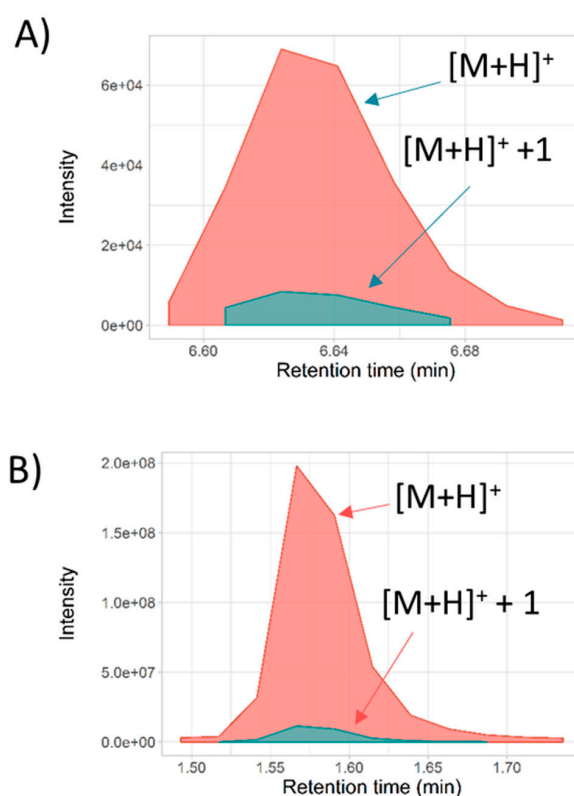 A)
[M+H]⁺
[M+H]⁺ +1
Intensity
6e+04
4e+04
2e+04
0e+00
6.60 6.64 6.68
Retention time (min)
B)
[M+H]⁺
[M+H]⁺ + 1
Intensity
2.0e+08
1.5e+08
1.0e+08
5.0e+07
0.0e+00
1.50 1.55 1.60 1.65 1.70
Retention time (min)